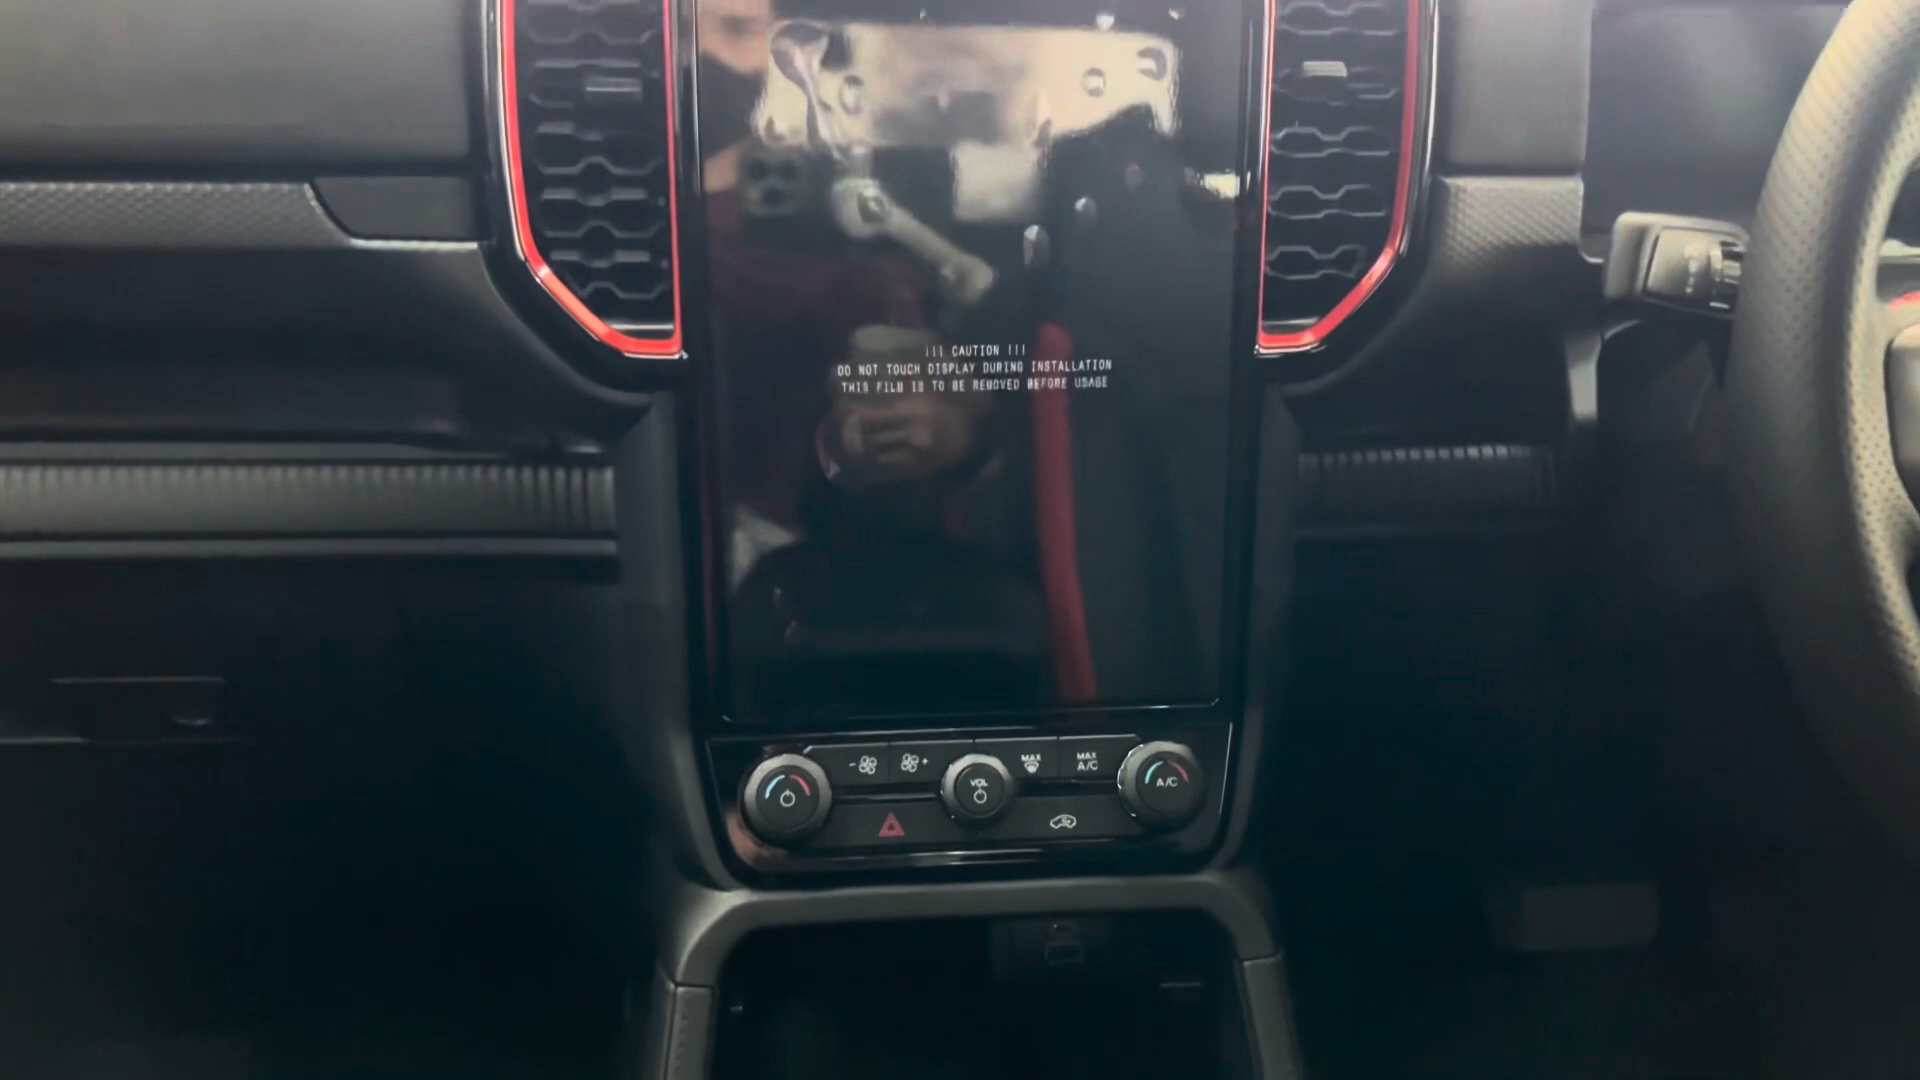 !!! CAUTION !!!
DO NOT TOUCH DISPLAY DURING INSTALLATION
THIS FILM IS TO BE REMOVED BEFORE USAGE
- + VOL MAX MAX A/C
A/C